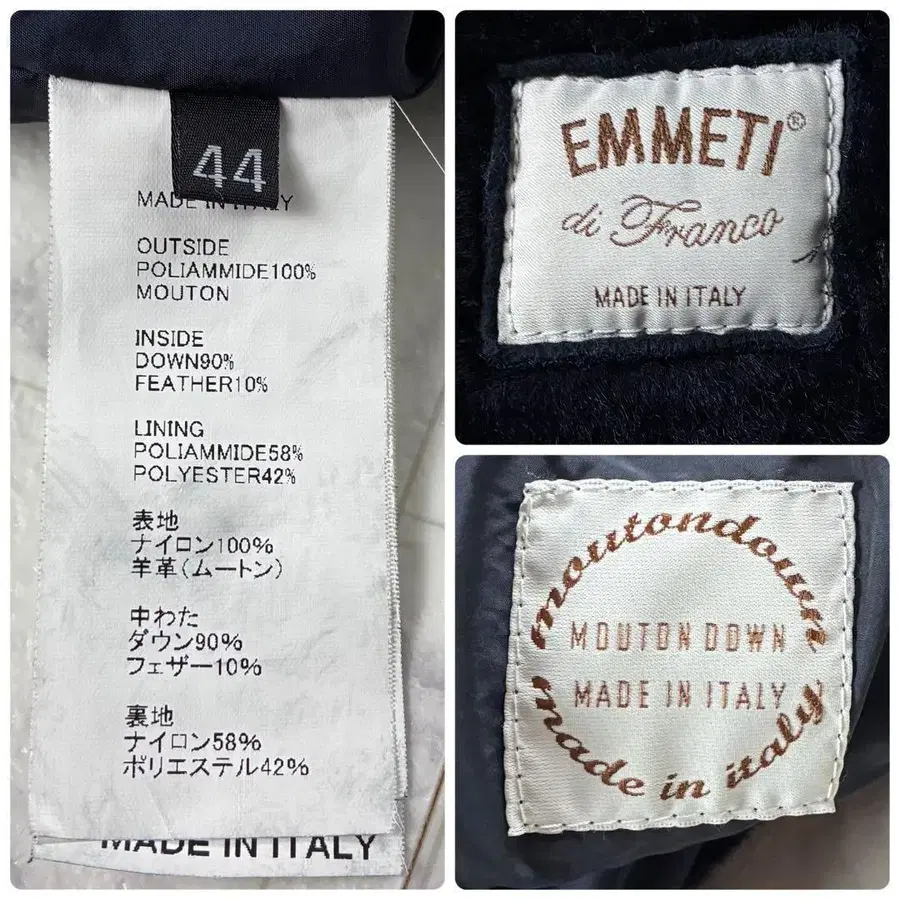 44
MADE IN ITALY
OUTSIDE
POLIAMMIDE100%
MOUTON
INSIDE
DOWN90%
FEATHER10%
LINING
POLIAMMIDE58%
POLYESTER42%
表地
ナイロン100%
羊革(ムートン)
中わた
ダウン90%
フェザー10%
裏地
ナイロン58%
ポリエステル42%
MADE IN ITALY
EMMETI®
di Franco
MADE IN ITALY
moutondown
MOUTON DOWN
MADE IN ITALY
made in italy